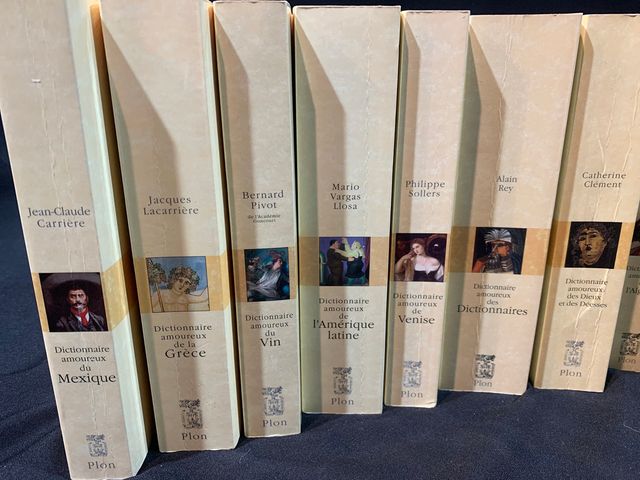 Jean-Claude
Carrière
Dictionnaire
amoureux
du
Mexique
Plon
Jacques
Lacarrière
Dictionnaire
amoureux
de la
Grèce
Plon
Bernard
Pivot
de l'Académie
Goncourt
Dictionnaire
amoureux
du
Vin
Plon
Mario
Vargas
Llosa
Dictionnaire
amoureux
de
l'Amérique
latine
Plon
Philippe
Sollers
Dictionnaire
amoureux
de
Venise
Plon
Alain
Rey
Dictionnaire
amoureux
des
Dictionnaires
Plon
Catherine
Clément
Dictionnaire
amoureux
des Dieux
et des Déesses
Plon